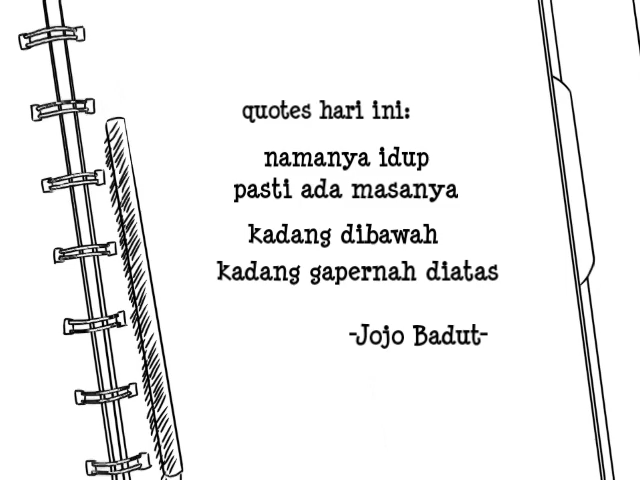 quotes hari ini:
namanya idup
pasti ada masanya
kadang dibawah
kadang gapernah diatas
-Jojo Badut-